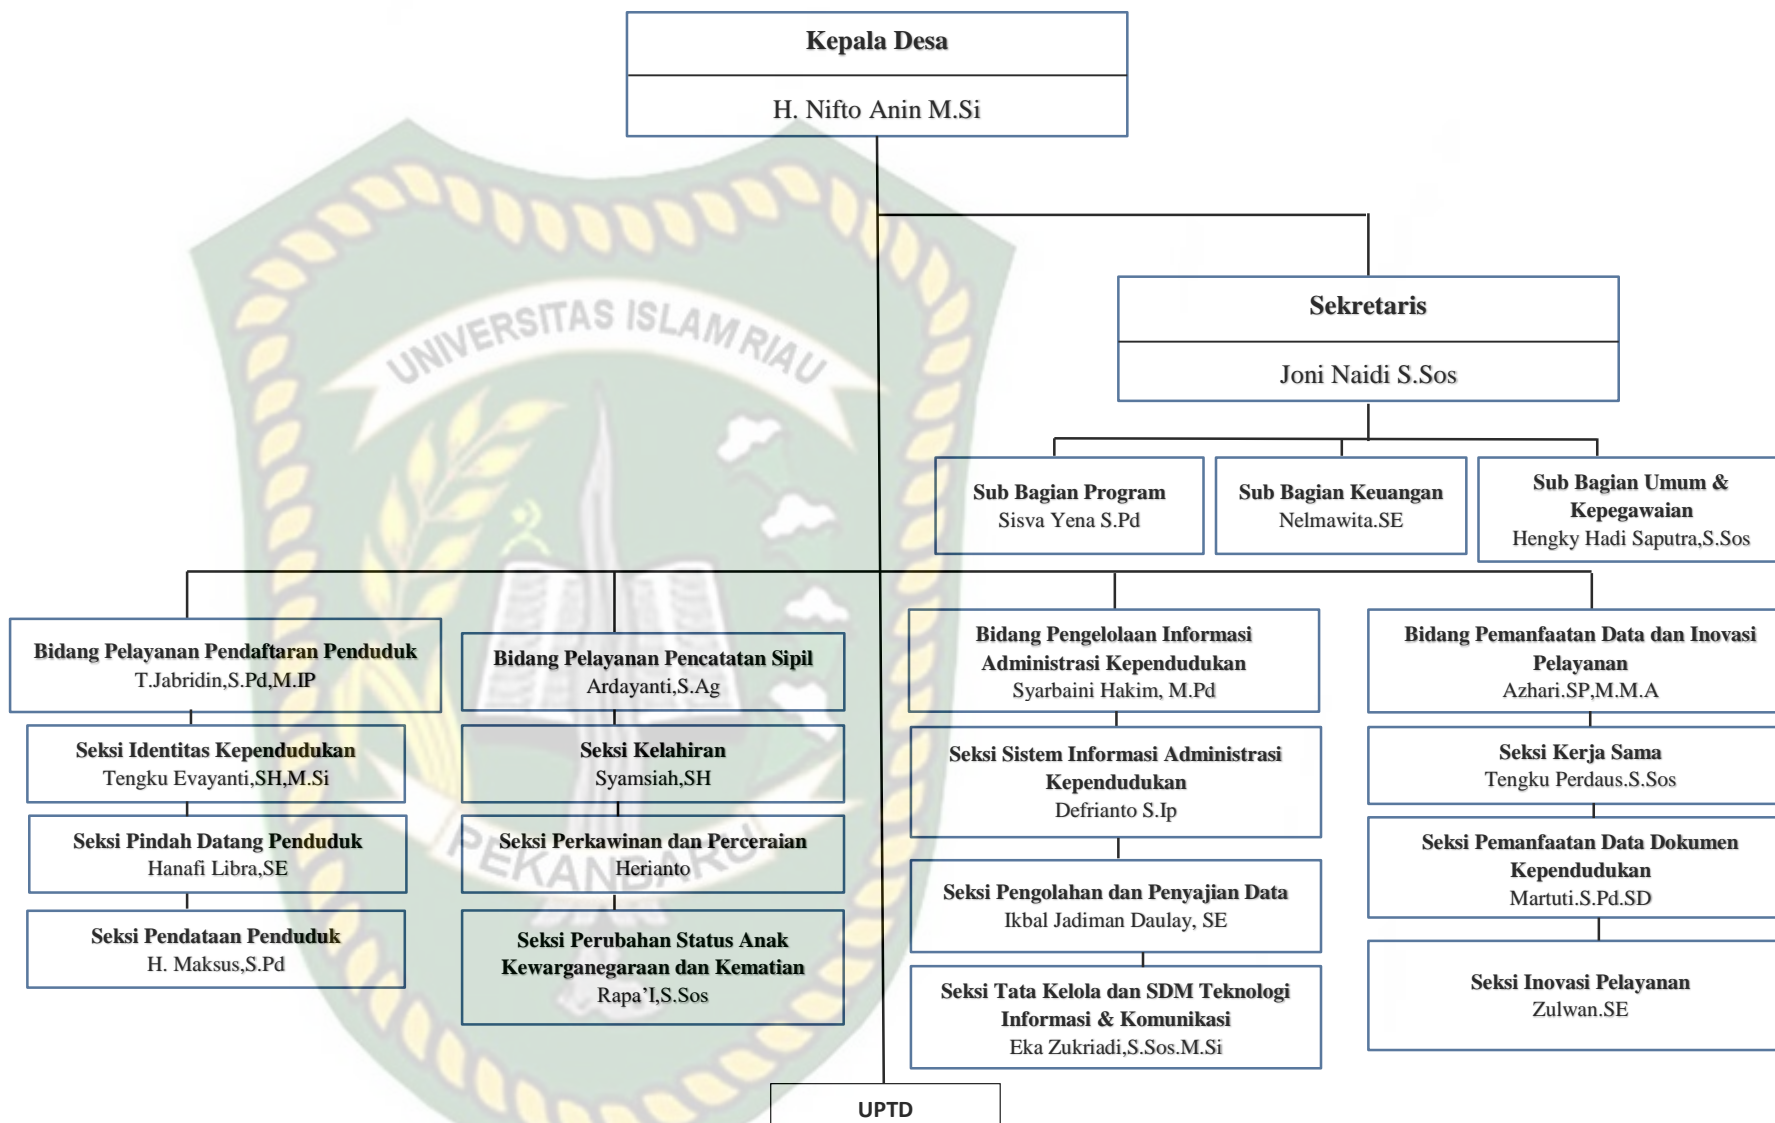 Kepala Desa
H. Nifto Anin M.Si
UNIVERSITAS ISLAM RIAU
Sekretaris
Joni Naidi S.Sos
Sub Bagian Program
Sisva Yena S.Pd
Sub Bagian Keuangan
Nelmawita.SE
Sub Bagian Umum &
Kepegawaian
Hengky Hadi Saputra,S.Sos
Bidang Pelayanan Pendaftaran Penduduk
T.Jabridin,S.Pd,M.IP
Seksi Identitas Kependudukan
Tengku Evayanti,SH,M.Si
Seksi Pindah Datang Penduduk
Hanafi Libra,SE
Seksi Pendataan Penduduk
H. Maksus,S.Pd
Bidang Pelayanan Pencatatan Sipil
Ardayanti,S.Ag
Seksi Kelahiran
Syamsiah,SH
Seksi Perkawinan dan Perceraian
Herianto
Seksi Perubahan Status Anak
Kewarganegaraan dan Kematian
Rapa’I,S.Sos
PEKANBARU
Bidang Pengelolaan Informasi
Administrasi Kependudukan
Syarbaini Hakim, M.Pd
Seksi Sistem Informasi Administrasi
Kependudukan
Defrianto S.Ip
Seksi Pengolahan dan Penyajian Data
Ikbal Jadiman Daulay, SE
Seksi Tata Kelola dan SDM Teknologi
Informasi & Komunikasi
Eka Zukriadi,S.Sos.M.Si
Bidang Pemanfaatan Data dan Inovasi
Pelayanan
Azhari.SP,M.M.A
Seksi Kerja Sama
Tengku Perdaus.S.Sos
Seksi Pemanfaatan Data Dokumen
Kependudukan
Martuti.S.Pd.SD
Seksi Inovasi Pelayanan
Zulwan.SE
UPTD